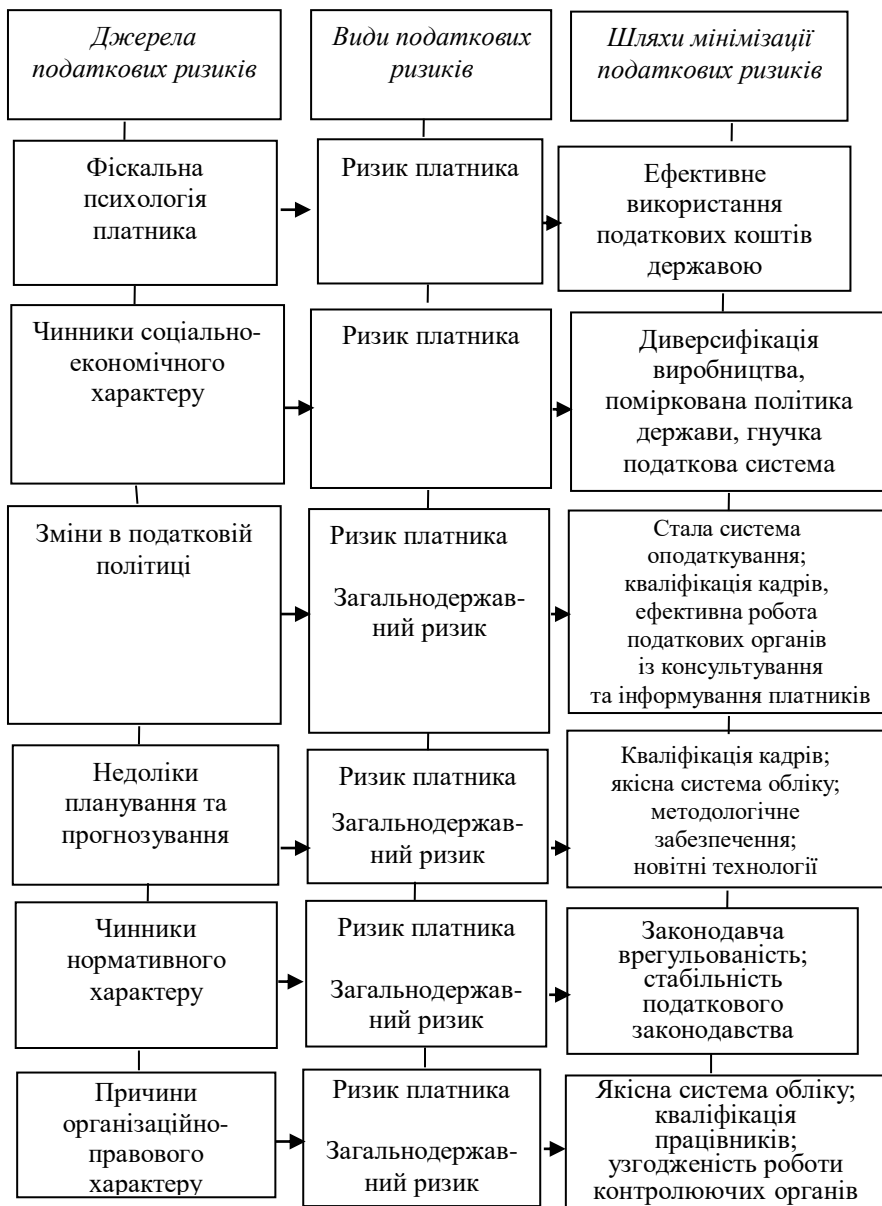 Джерела
податкових ризиків
Види податкових
ризиків
Шляхи мінімізації
податкових ризиків
Фіскальна
психологія
платника
Ризик платника
Ефективне
використання
податкових коштів
державою
Чинники соціально-
економічного
характеру
Ризик платника
Диверсифікація
виробництва,
поміркована політика
держави, гнучка
податкова система
Зміни в податковій
політиці
Ризик платника
Загальнодержав-
ний ризик
Стала система
оподаткування;
кваліфікація кадрів,
ефективна робота
податкових органів
із консультування
та інформування платників
Недоліки
планування та
прогнозування
Ризик платника
Загальнодержав-
ний ризик
Кваліфікація кадрів;
якісна система обліку;
методологічне
забезпечення;
новітні технології
Чинники
нормативного
характеру
Ризик платника
Загальнодержав-
ний ризик
Законодавча
врегульованість;
стабільність
податкового
законодавства
Причини
організаційно-
правового
характеру
Ризик платника
Загальнодержав-
ний ризик
Якісна система обліку;
кваліфікація
працівників;
узгодженість роботи
контролюючих органів